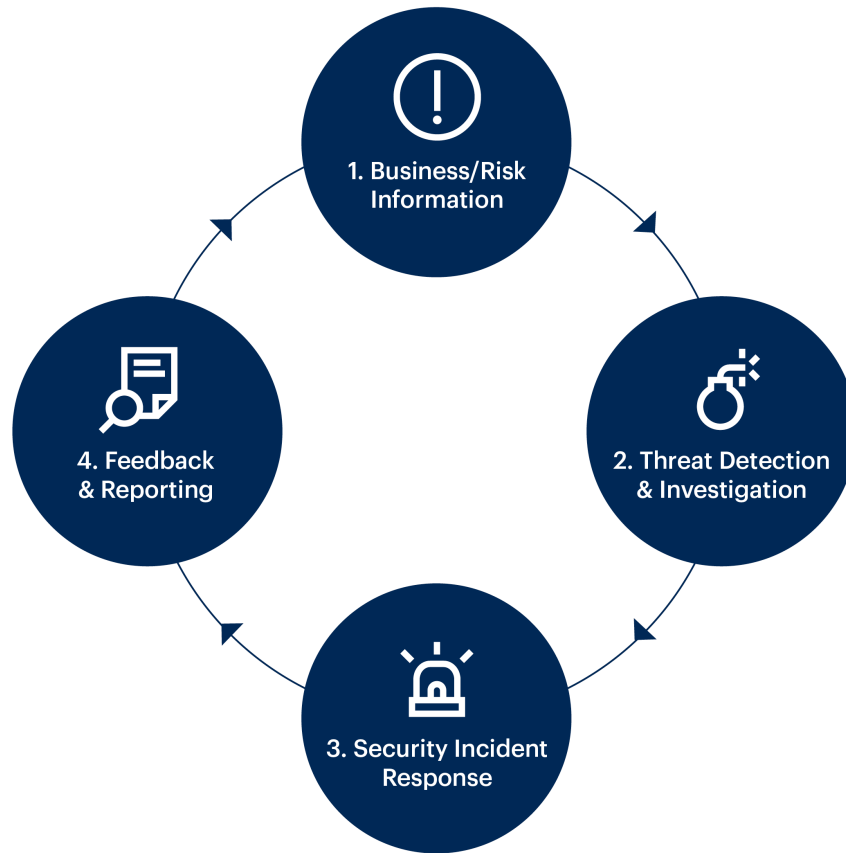 1. Business/Risk
Information
2. Threat Detection
& Investigation
3. Security Incident
Response
4. Feedback
& Reporting